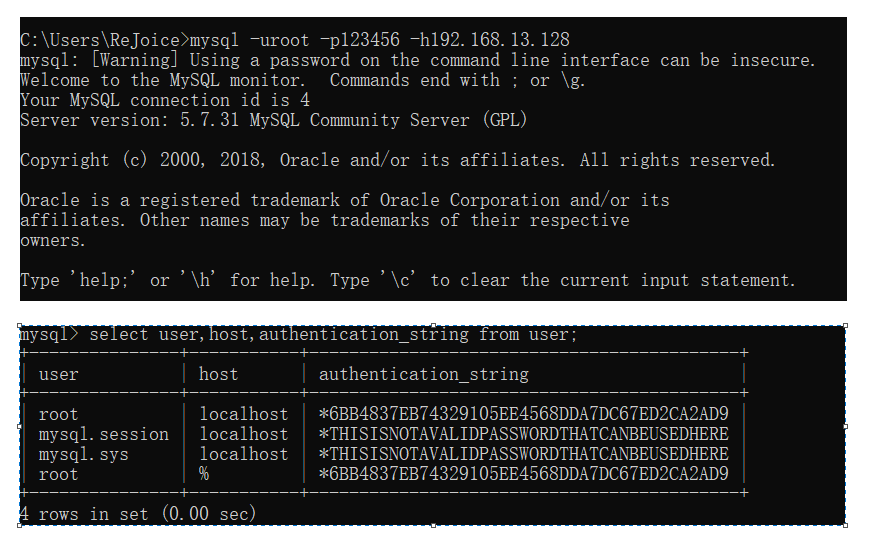 C:\Users\ReJoice>mysql -uroot -p123456 -h192.168.13.128
mysql: [Warning] Using a password on the command line interface can be insecure.
Welcome to the MySQL monitor.  Commands end with ; or \g.
Your MySQL connection id is 4
Server version: 5.7.31 MySQL Community Server (GPL)
Copyright (c) 2000, 2018, Oracle and/or its affiliates. All rights reserved.
Oracle is a registered trademark of Oracle Corporation and/or its
affiliates. Other names may be trademarks of their respective
owners.
Type 'help;' or '\h' for help. Type '\c' to clear the current input statement.
mysql> select user,host,authentication_string from user;
user | host | authentication_string
root | localhost | *6BB4837EB74329105EE4568DDA7DC67ED2CA2AD9
mysql.session | localhost | *THISISNOTAVALIDPASSWORDTHATCANBEUSEDHERE
mysql.sys | localhost | *THISISNOTAVALIDPASSWORDTHATCANBEUSEDHERE
root | % | *6BB4837EB74329105EE4568DDA7DC67ED2CA2AD9
4 rows in set (0.00 sec)